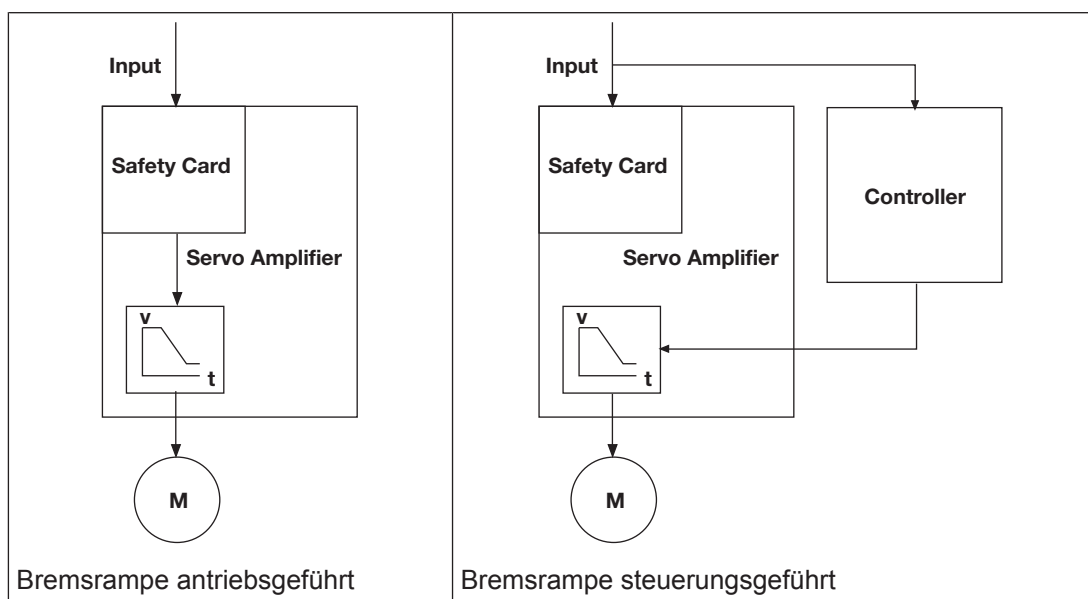 Input
Safety Card
Servo Amplifier
v
t
M
Bremsrampe antriebsgeführt
Input
Safety Card
Controller
Servo Amplifier
v
t
M
Bremsrampe steuerungsgeführt